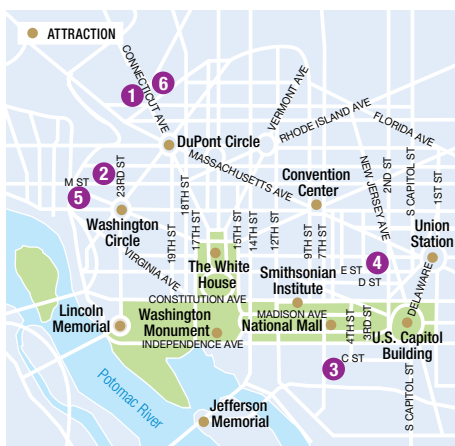 ATTRACTION
CONNECTICUT AVE
6
1
VERMONT AVE
RHODE ISLAND AVE
FLORIDA AVE
DuPont Circle
MASSACHUSETTS AVE
Convention
Center
NEW JERSEY AVE
2ND ST
S CAPITOL ST
1ST ST
2
M ST
5
23RD ST
Washington
Circle
VIRGINIA AVE
19TH ST
18TH ST
17TH ST
15TH ST
14TH ST
12TH ST
9TH ST
7TH ST
4
E ST
D ST
Union
Station
The White
House
Smithsonian
Institute
CONSTITUTION AVE
DELAWARE
Lincoln
Memorial
Washington
Monument
MADISON AVE
National Mall
4TH ST
3RD ST
U.S. Capitol
Building
INDEPENDENCE AVE
3
C ST
S CAPITOL ST
Potomac River
Jefferson
Memorial